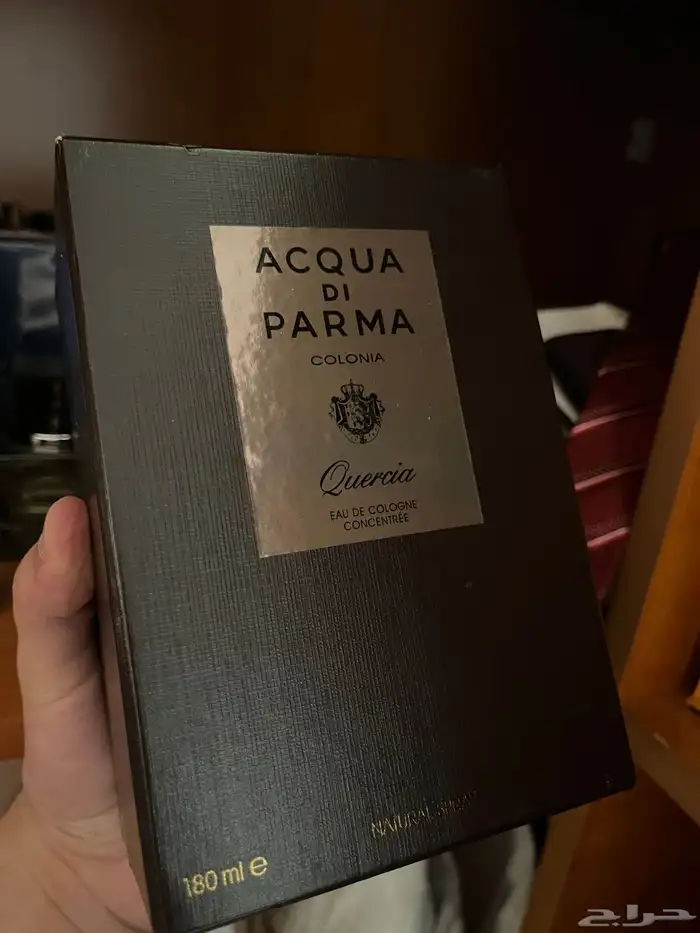 ACQUA
DI
PARMA
COLONIA
Quercia
EAU DE COLOGNE
CONCENTRÉE
NATURAL SPRAY
180 ml e
حراج